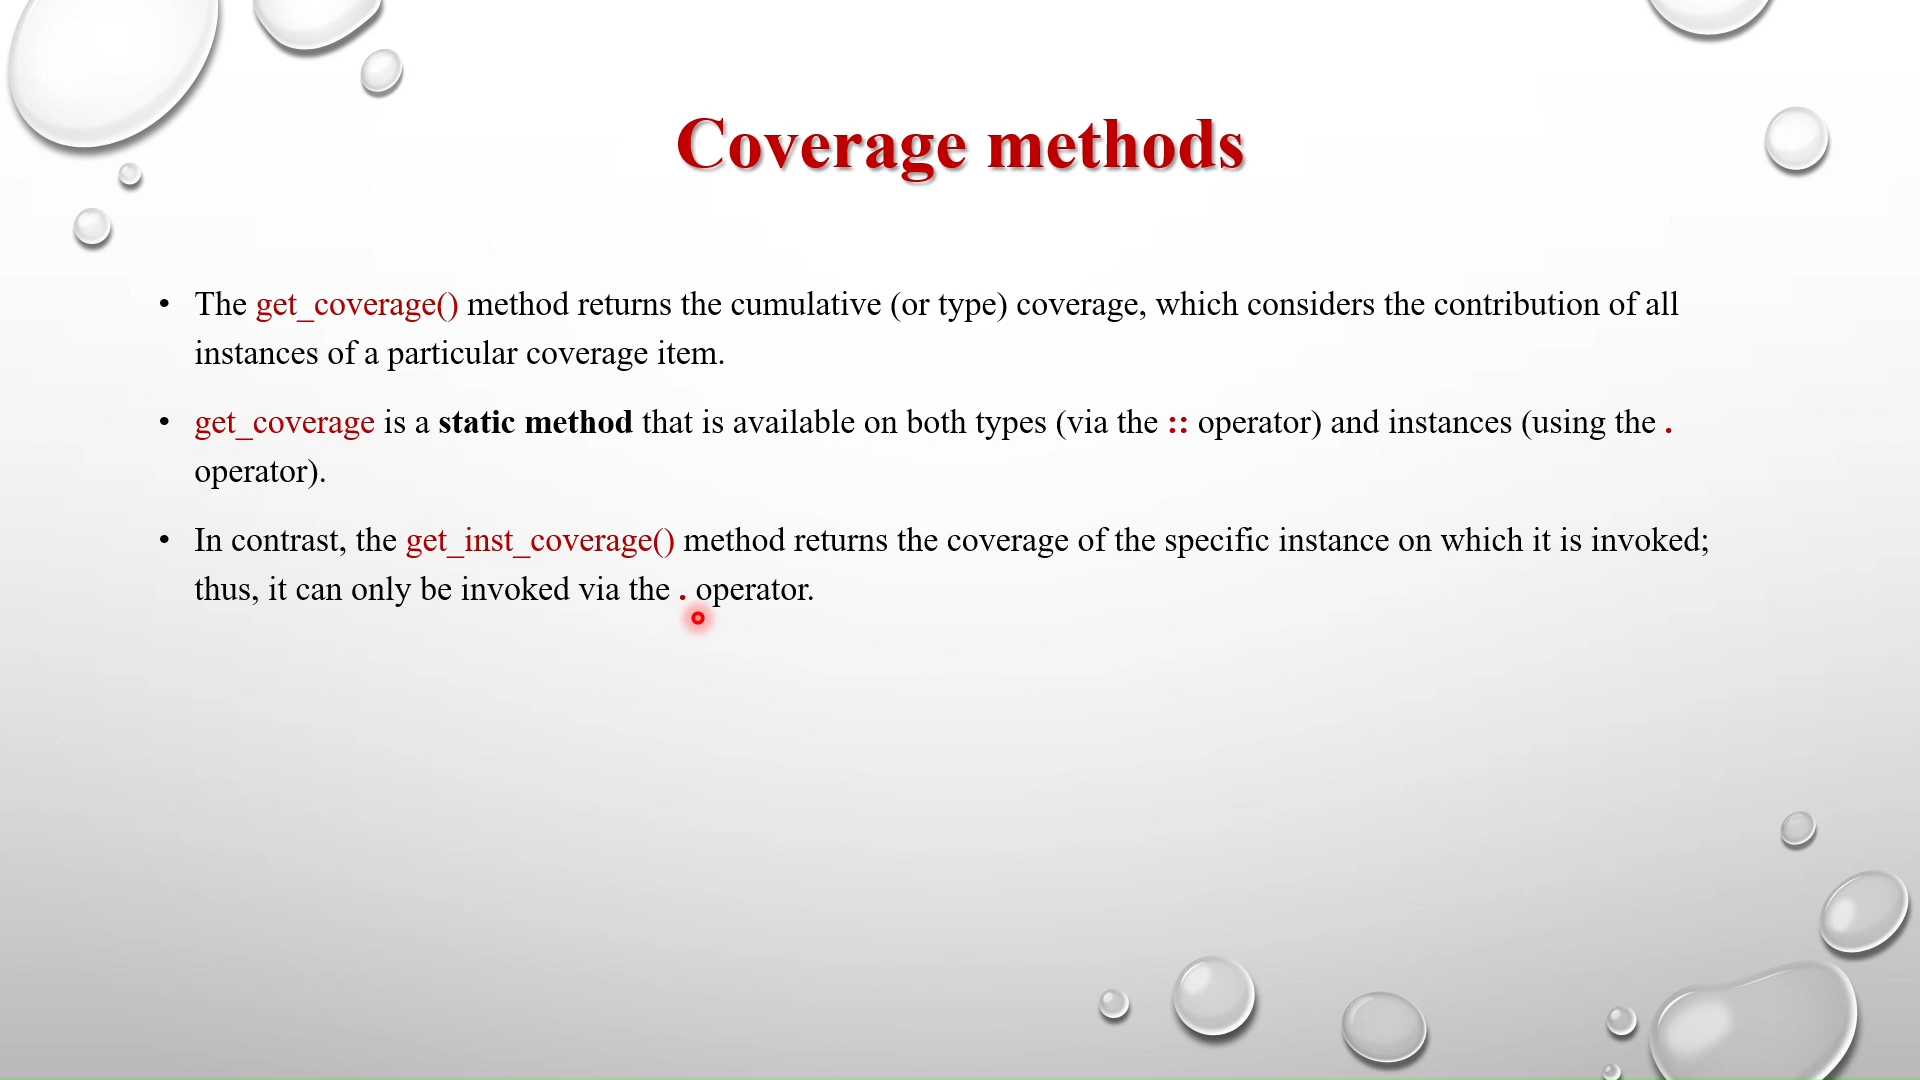 Coverage methods
• The get_coverage() method returns the cumulative (or type) coverage, which considers the contribution of all
instances of a particular coverage item.
• get_coverage is a static method that is available on both types (via the :: operator) and instances (using the .
operator).
• In contrast, the get_inst_coverage() method returns the coverage of the specific instance on which it is invoked;
thus, it can only be invoked via the . operator.